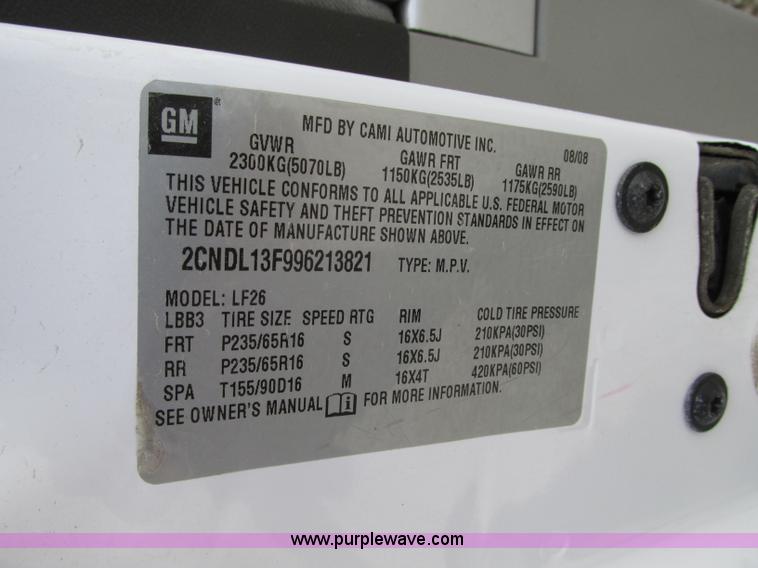 GM
MFD BY CAMI AUTOMOTIVE INC. 08/08
GVWR GAWR FRT GAWR RR
2300KG(5070LB) 1150KG(2535LB) 1175KG(2590LB)
THIS VEHICLE CONFORMS TO ALL APPLICABLE U.S. FEDERAL MOTOR
VEHICLE SAFETY AND THEFT PREVENTION STANDARDS IN EFFECT ON
THE DATE OF MANUFACTURE SHOWN ABOVE.
2CNDL13F996213821 TYPE: M.P.V.
MODEL: LF26
LBB3 TIRE SIZE SPEED RTG RIM COLD TIRE PRESSURE
FRT P235/65R16 S 16X6.5J 210KPA(30PSI)
RR P235/65R16 S 16X6.5J 210KPA(30PSI)
SPA T155/90D16 M 16X4T 420KPA(60PSI)
SEE OWNER'S MANUAL i FOR MORE INFORMATION.
www.purplewave.com